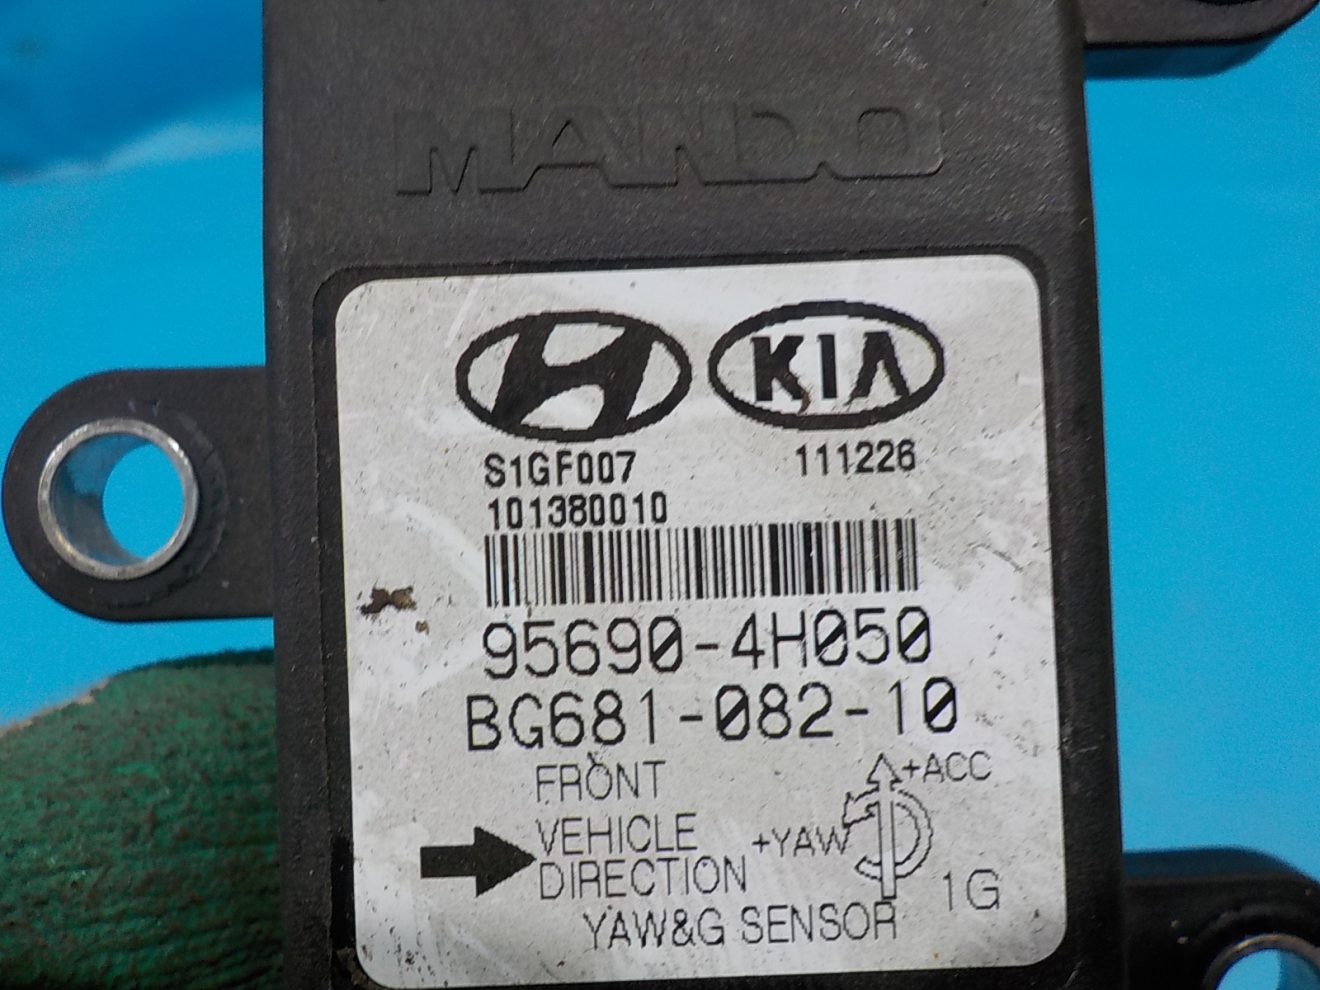 MANDO
KIA
S1GF007 111226
101380010
95690-4H050
BG681-082-10
FRONT
VEHICLE
DIRECTION
+ACC
+YAW
1G
YAW&G SENSOR